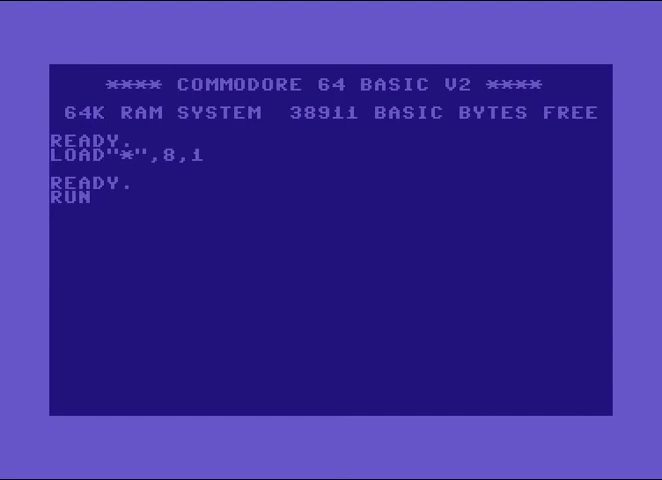 **** COMMODORE 64 BASIC V2 ****
64K RAM SYSTEM  38911 BASIC BYTES FREE
READY.
LOAD"*",8,1
READY.
RUN